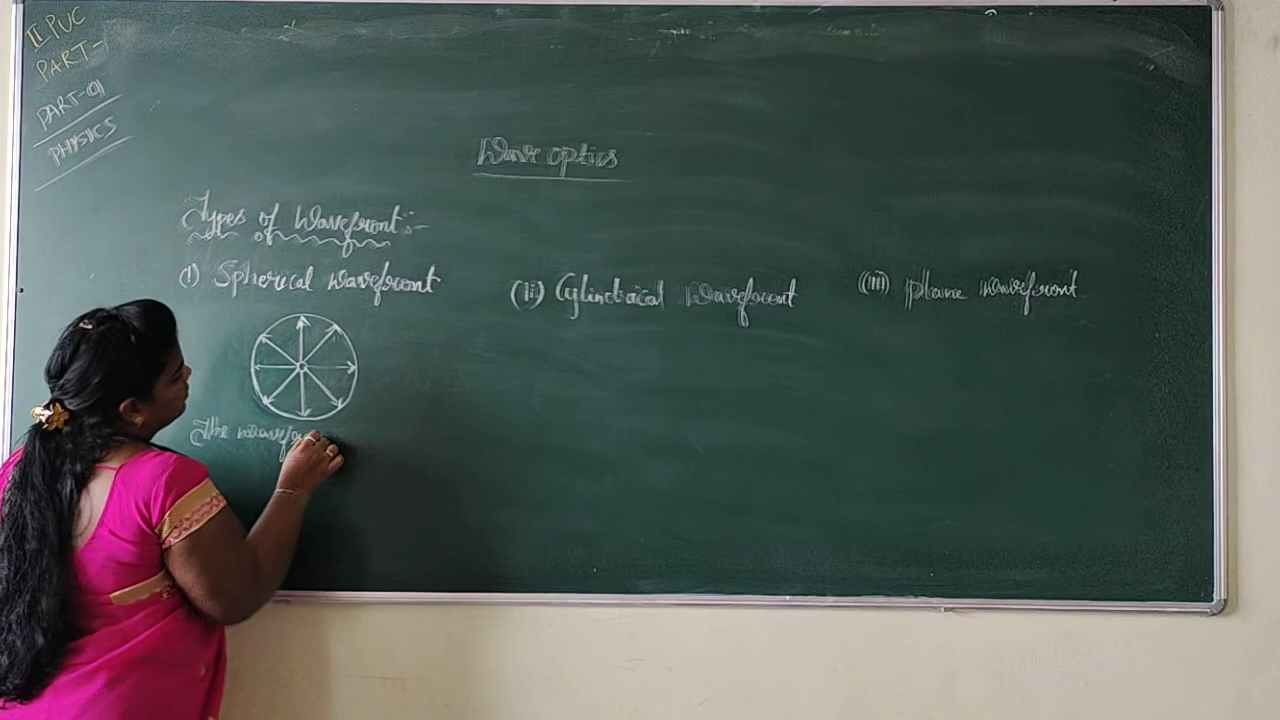 II PUC
PART-
PART-01
PHYSICS
Wave optics
Types of Wavefront:-
(i) Spherical wavefront
(ii) Cylindrical Wavefront
(iii) plane wavefront
The wavefro